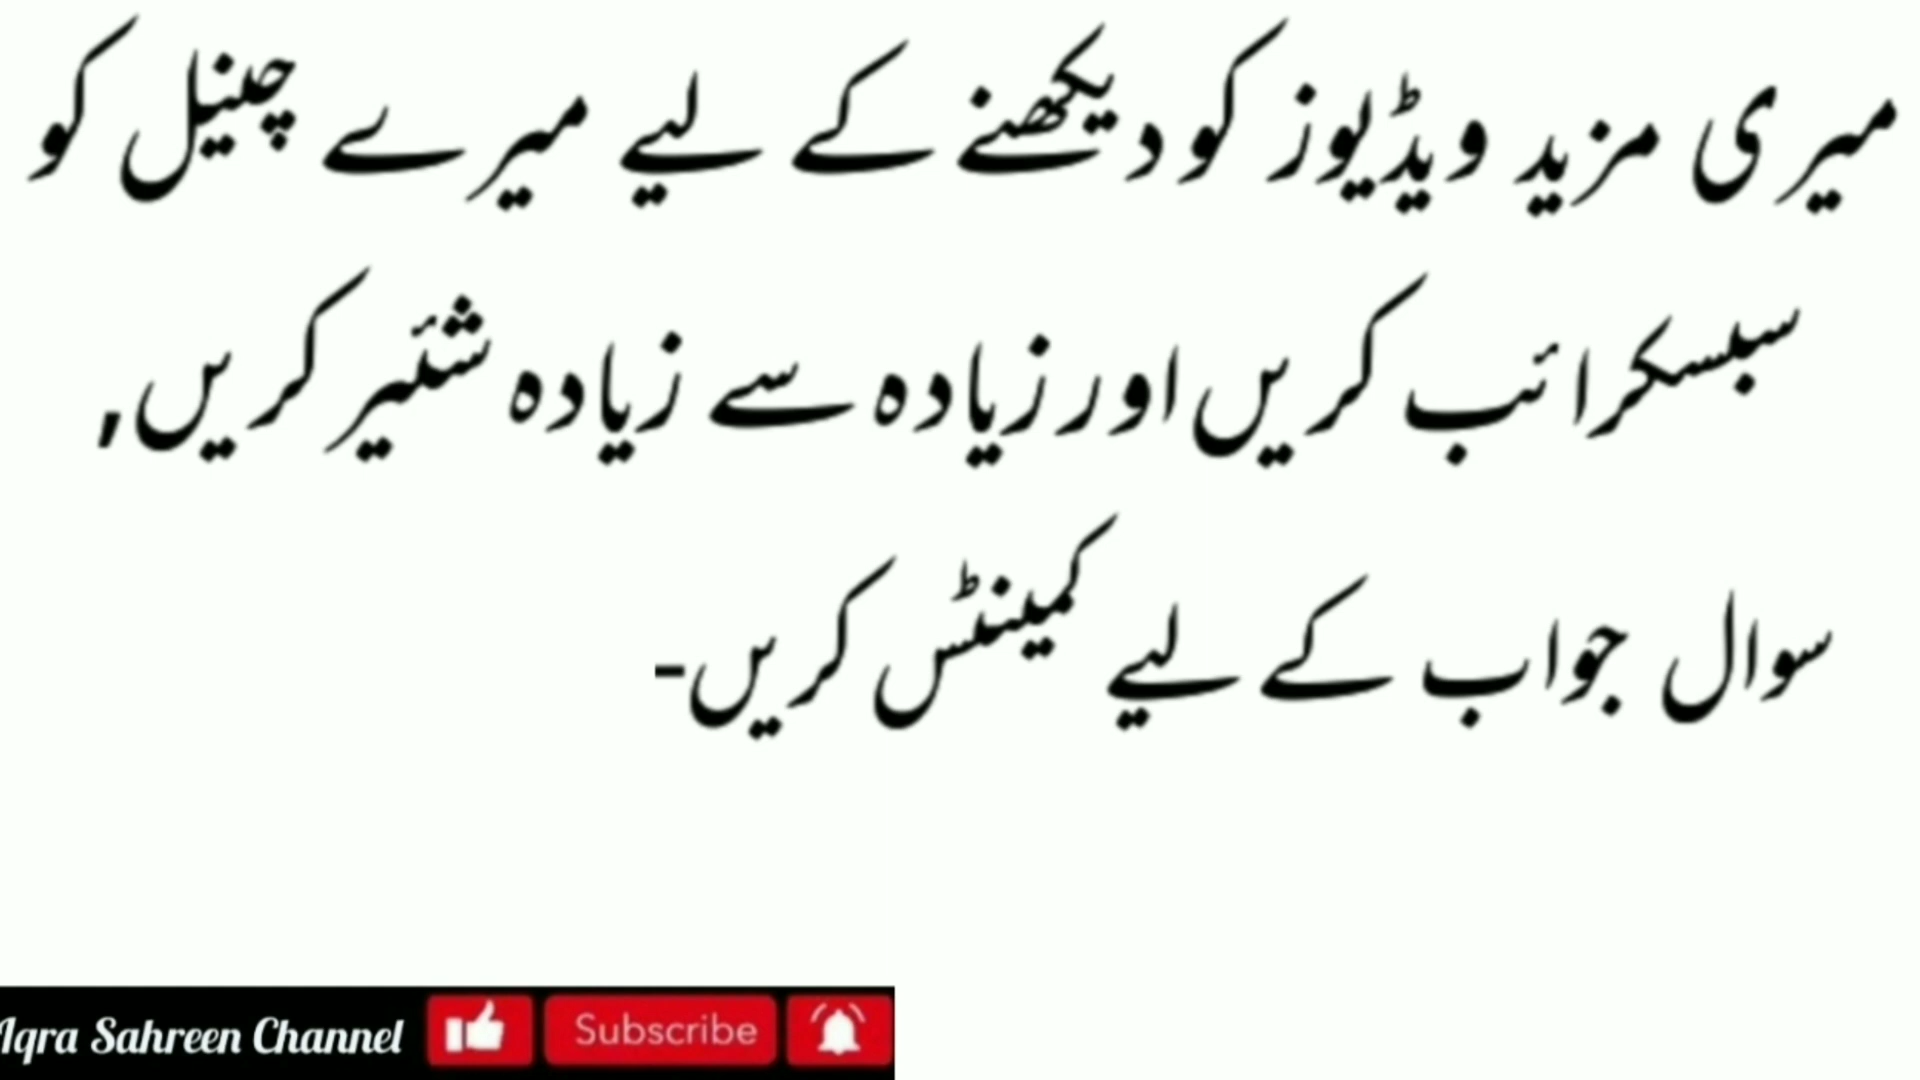 میری مزید ویڈیوز کو دیکھنے کے لیے میرے چنیل کو
سبسکرائب کریں اور زیادہ سے زیادہ شئیر کریں,
سوال جواب کے لیے کمینٹس کریں-
Iqra Sahreen Channel Subscribe